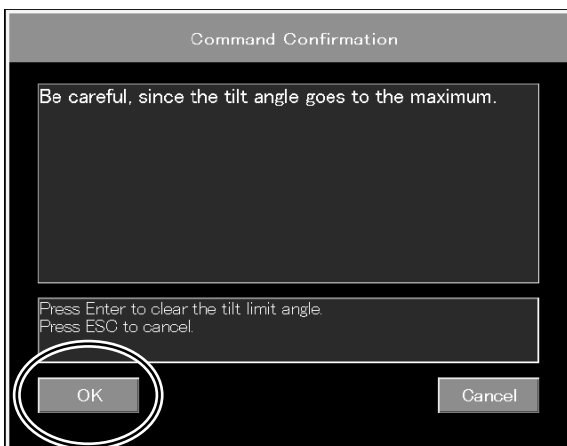 Command Confirmation
Be careful, since the tilt angle goes to the maximum.
Press Enter to clear the tilt limit angle.
Press ESC to cancel.
OK
Cancel